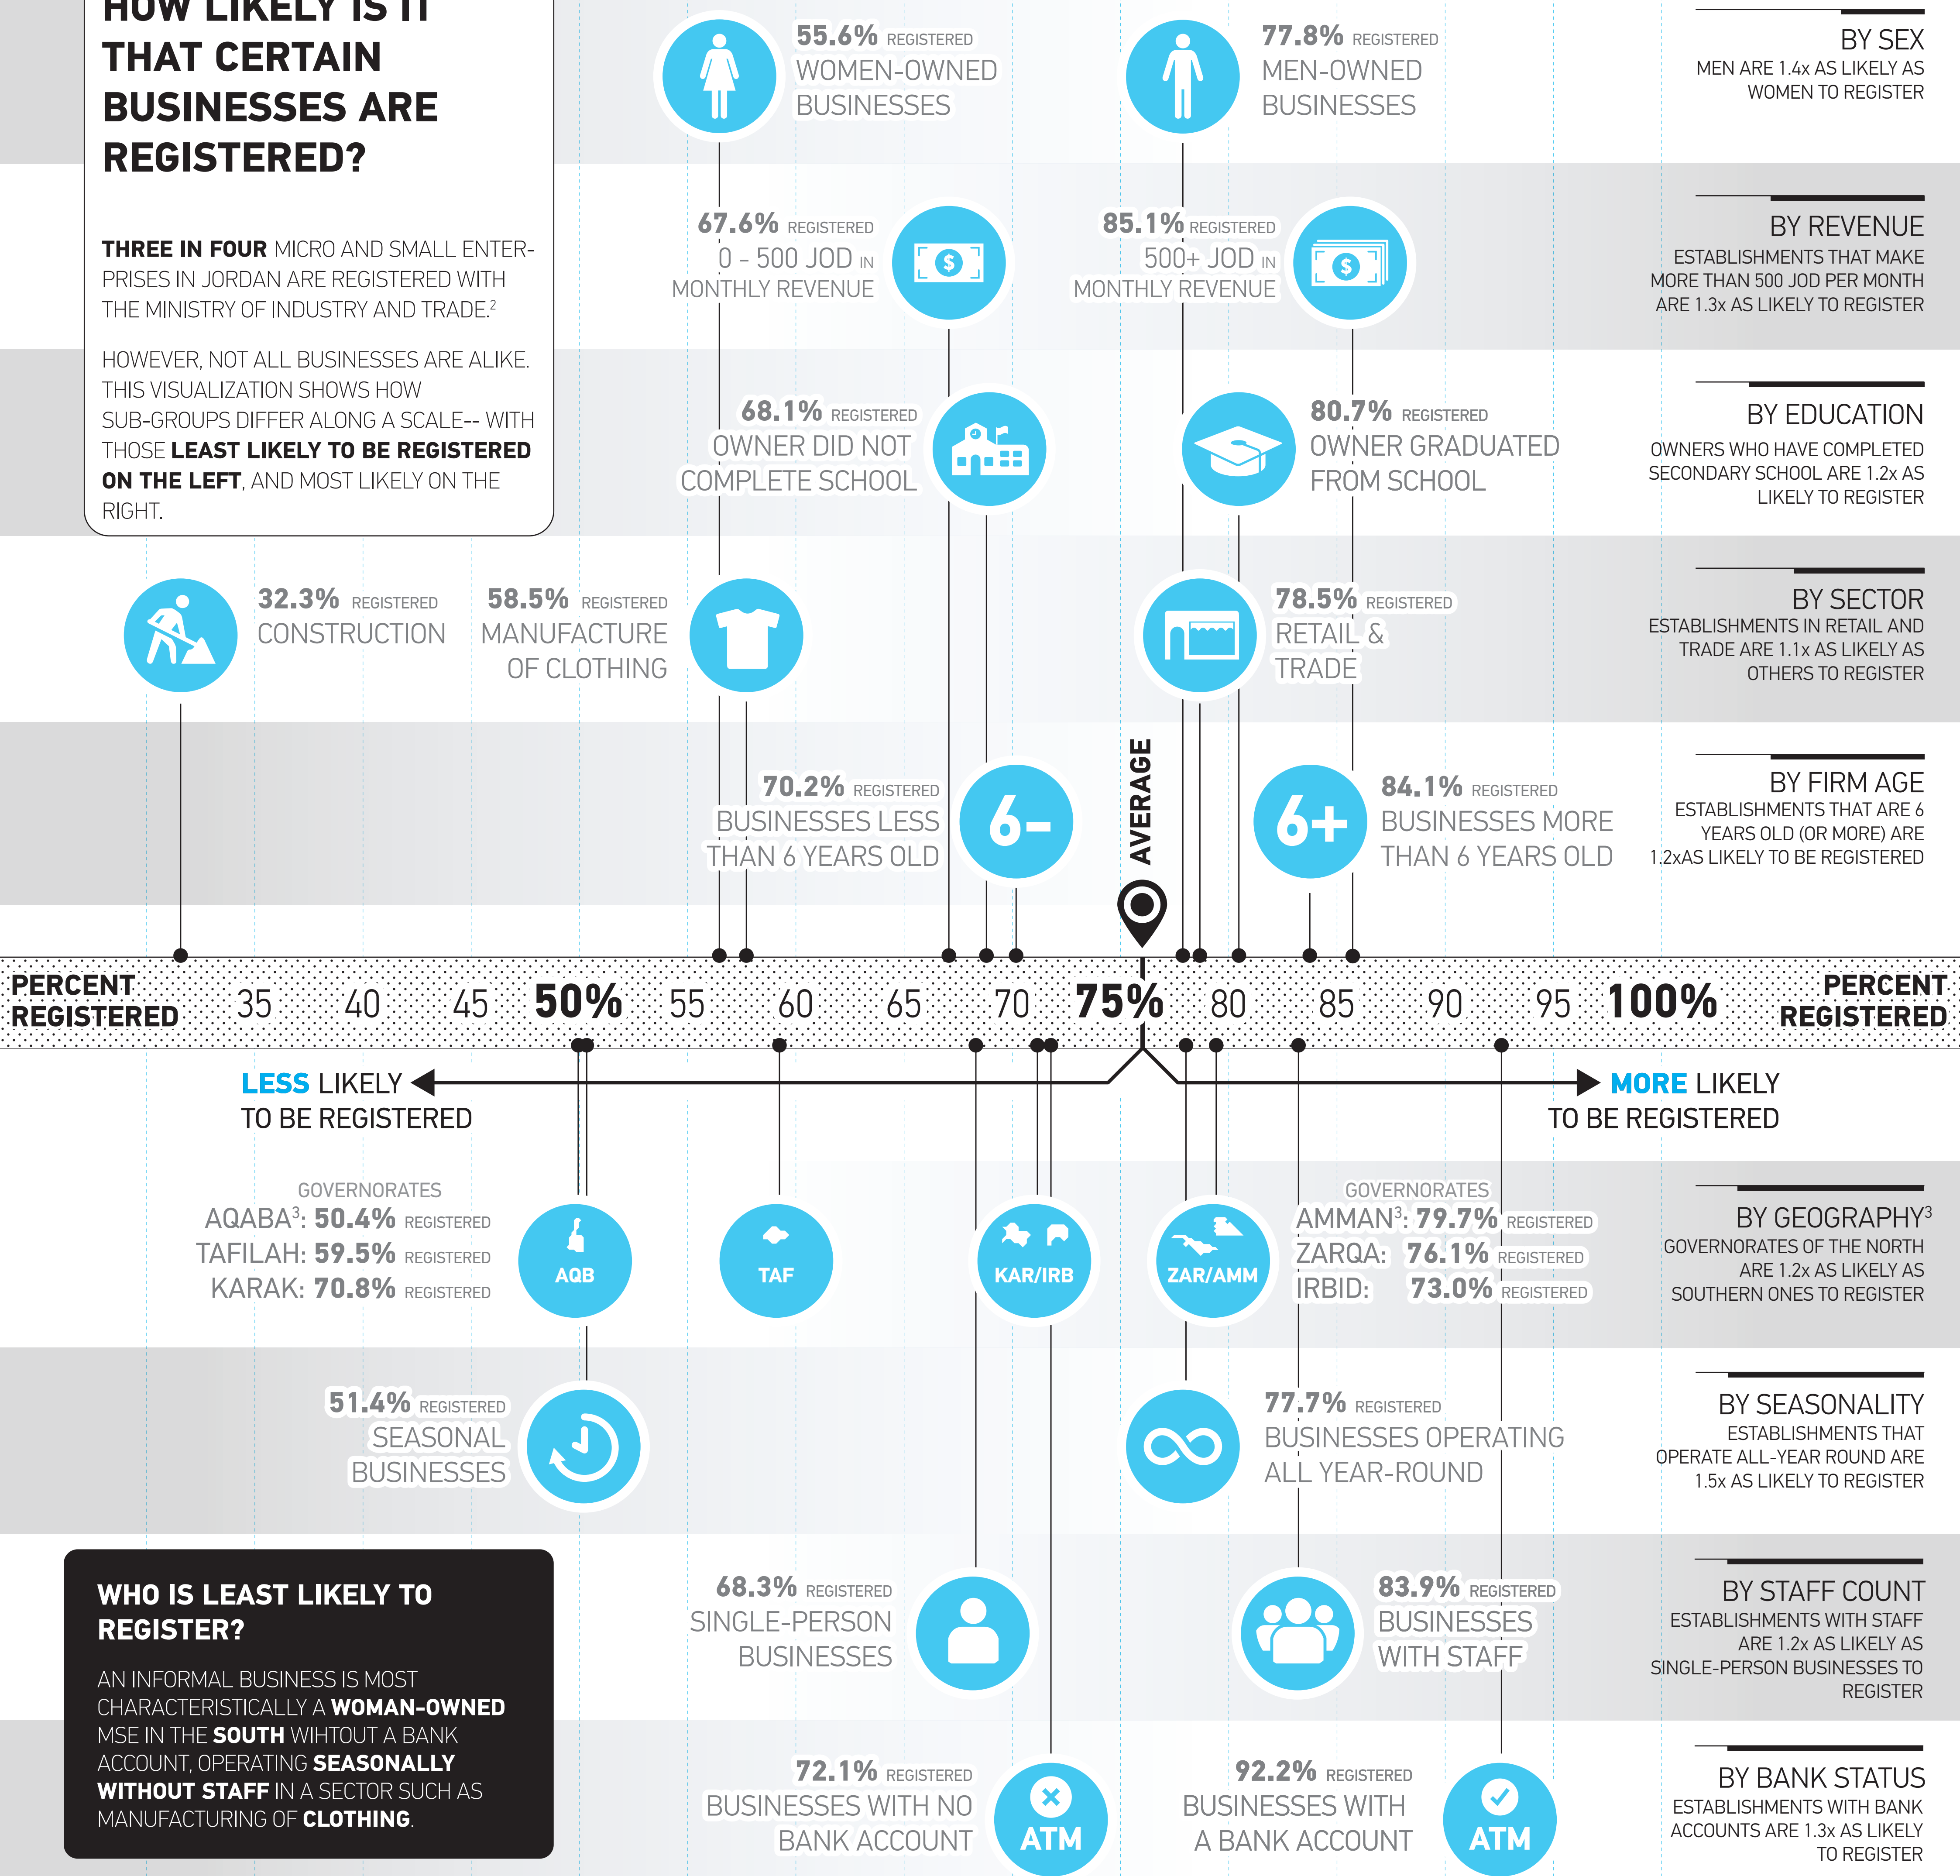 HOW LIKELY IS IT
THAT CERTAIN
BUSINESSES ARE
REGISTERED?
THREE IN FOUR MICRO AND SMALL ENTER-
PRISES IN JORDAN ARE REGISTERED WITH
THE MINISTRY OF INDUSTRY AND TRADE.2
HOWEVER, NOT ALL BUSINESSES ARE ALIKE.
THIS VISUALIZATION SHOWS HOW
SUB-GROUPS DIFFER ALONG A SCALE-- WITH
THOSE LEAST LIKELY TO BE REGISTERED
ON THE LEFT, AND MOST LIKELY ON THE
RIGHT.
55.6% REGISTERED
WOMEN-OWNED
BUSINESSES
77.8% REGISTERED
MEN-OWNED
BUSINESSES
BY SEX
MEN ARE 1.4x AS LIKELY AS
WOMEN TO REGISTER
67.6% REGISTERED
0 - 500 JOD IN
MONTHLY REVENUE
$
85.1% REGISTERED
500+ JOD IN
MONTHLY REVENUE
$
BY REVENUE
ESTABLISHMENTS THAT MAKE
MORE THAN 500 JOD PER MONTH
ARE 1.3x AS LIKELY TO REGISTER
68.1% REGISTERED
OWNER DID NOT
COMPLETE SCHOOL
80.7% REGISTERED
OWNER GRADUATED
FROM SCHOOL
BY EDUCATION
OWNERS WHO HAVE COMPLETED
SECONDARY SCHOOL ARE 1.2x AS
LIKELY TO REGISTER
32.3% REGISTERED
CONSTRUCTION
58.5% REGISTERED
MANUFACTURE
OF CLOTHING
78.5% REGISTERED
RETAIL &
TRADE
BY SECTOR
ESTABLISHMENTS IN RETAIL AND
TRADE ARE 1.1x AS LIKELY AS
OTHERS TO REGISTER
70.2% REGISTERED
BUSINESSES LESS
THAN 6 YEARS OLD
6-
AVERAGE
6+
84.1% REGISTERED
BUSINESSES MORE
THAN 6 YEARS OLD
BY FIRM AGE
ESTABLISHMENTS THAT ARE 6
YEARS OLD (OR MORE) ARE
1.2xAS LIKELY TO BE REGISTERED
PERCENT
REGISTERED
35 40 45 50% 55 60 65 70 75% 80 85 90 95 100%
PERCENT
REGISTERED
LESS LIKELY
TO BE REGISTERED
MORE LIKELY
TO BE REGISTERED
GOVERNORATES
AQABA3: 50.4% REGISTERED
TAFILAH: 59.5% REGISTERED
KARAK: 70.8% REGISTERED
AQB
TAF
KAR/IRB
ZAR/AMM
GOVERNORATES
AMMAN3: 79.7% REGISTERED
ZARQA: 76.1% REGISTERED
IRBID: 73.0% REGISTERED
BY GEOGRAPHY3
GOVERNORATES OF THE NORTH
ARE 1.2x AS LIKELY AS
SOUTHERN ONES TO REGISTER
51.4% REGISTERED
SEASONAL
BUSINESSES
77.7% REGISTERED
BUSINESSES OPERATING
ALL YEAR-ROUND
BY SEASONALITY
ESTABLISHMENTS THAT
OPERATE ALL-YEAR ROUND ARE
1.5x AS LIKELY TO REGISTER
WHO IS LEAST LIKELY TO
REGISTER?
AN INFORMAL BUSINESS IS MOST
CHARACTERISTICALLY A WOMAN-OWNED
MSE IN THE SOUTH WIHTOUT A BANK
ACCOUNT, OPERATING SEASONALLY
WITHOUT STAFF IN A SECTOR SUCH AS
MANUFACTURING OF CLOTHING.
68.3% REGISTERED
SINGLE-PERSON
BUSINESSES
83.9% REGISTERED
BUSINESSES
WITH STAFF
BY STAFF COUNT
ESTABLISHMENTS WITH STAFF
ARE 1.2x AS LIKELY AS
SINGLE-PERSON BUSINESSES TO
REGISTER
72.1% REGISTERED
BUSINESSES WITH NO
BANK ACCOUNT
ATM
92.2% REGISTERED
BUSINESSES WITH
A BANK ACCOUNT
ATM
BY BANK STATUS
ESTABLISHMENTS WITH BANK
ACCOUNTS ARE 1.3x AS LIKELY
TO REGISTER